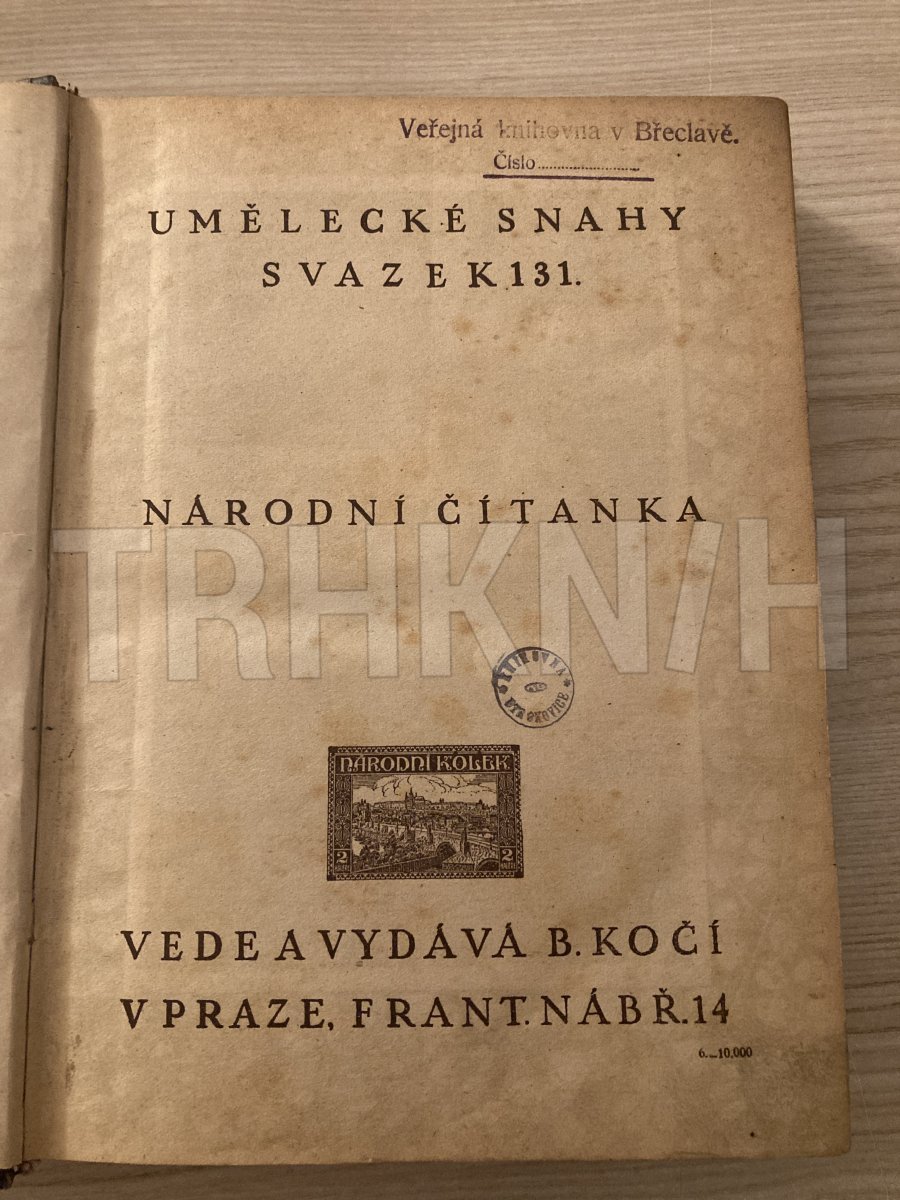 Veřejná knihovna v Břeclavě.
Číslo........................
UMĚLECKÉ SNAHY
SVAZEK 131.
NÁRODNÍ ČÍTANKA
TRHKNIH
KNIHOVNA
NÁRODNÍ KOLEK
2 2
VEDE A VYDÁVÁ B. KOČÍ
V PRAZE, FRANT. NÁBŘ. 14
6.—10.000